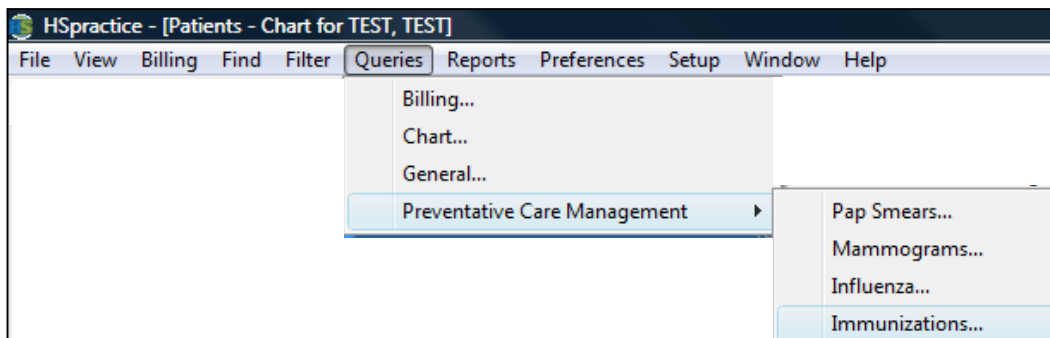 HSpractice - [Patients - Chart for TEST, TEST]
File View Billing Find Filter Queries Reports Preferences Setup Window Help
Billing...
Chart...
General...
Preventative Care Management
Pap Smears...
Mammograms...
Influenza...
Immunizations...